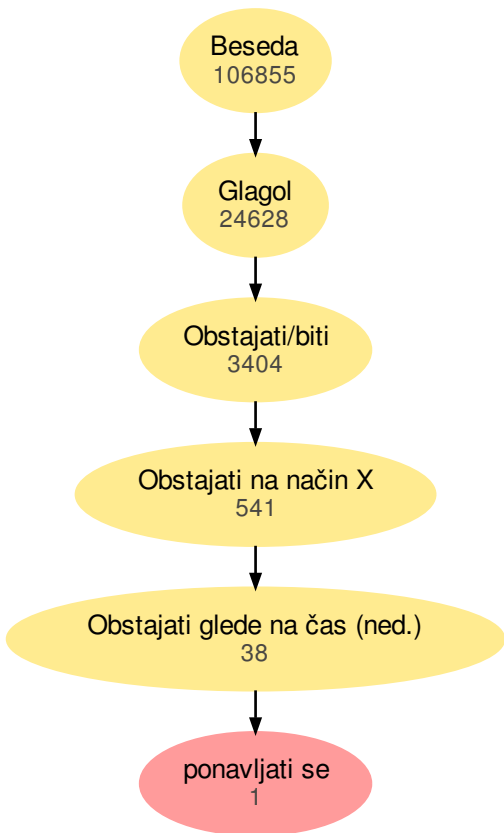 Beseda
106855
Glagol
24628
Obstajati/biti
3404
Obstajati na način X
541
Obstajati glede na čas (ned.)
38
ponavljati se
1